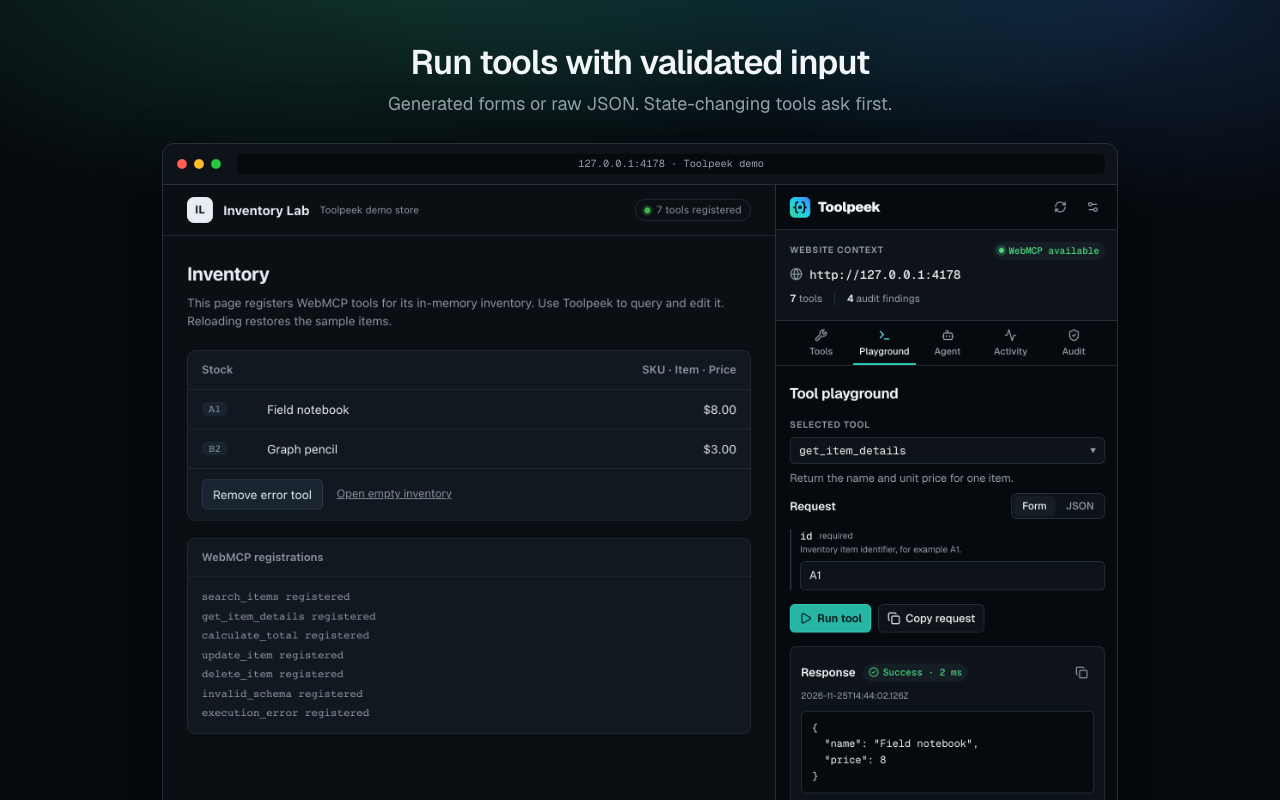 Run tools with validated input
Generated forms or raw JSON. State-changing tools ask first.
127.0.0.1:4178 · Toolpeek demo
IL
Inventory Lab
Toolpeek demo store
7 tools registered
Inventory
This page registers WebMCP tools for its in-memory inventory. Use Toolpeek to query and edit it.
Reloading restores the sample items.
Stock
SKU · Item · Price
A1
Field notebook
$8.00
B2
Graph pencil
$3.00
Remove error tool
Open empty inventory
WebMCP registrations
search_items registered
get_item_details registered
calculate_total registered
update_item registered
delete_item registered
invalid_schema registered
execution_error registered
Toolpeek
WEBSITE CONTEXT
WebMCP available
http://127.0.0.1:4178
7 tools
4 audit findings
Tools
Playground
Agent
Activity
Audit
Tool playground
SELECTED TOOL
get_item_details
Return the name and unit price for one item.
Request
Form
JSON
id required
Inventory item identifier, for example A1.
A1
Run tool
Copy request
Response
Success · 2 ms
2026-11-25T14:44:02.126Z
{
"name": "Field notebook",
"price": 8
}